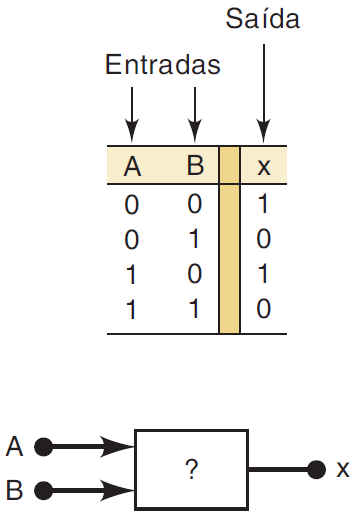 Saída
Entradas
A B x
0 0 1
0 1 0
1 0 1
1 1 0
A
? x
B